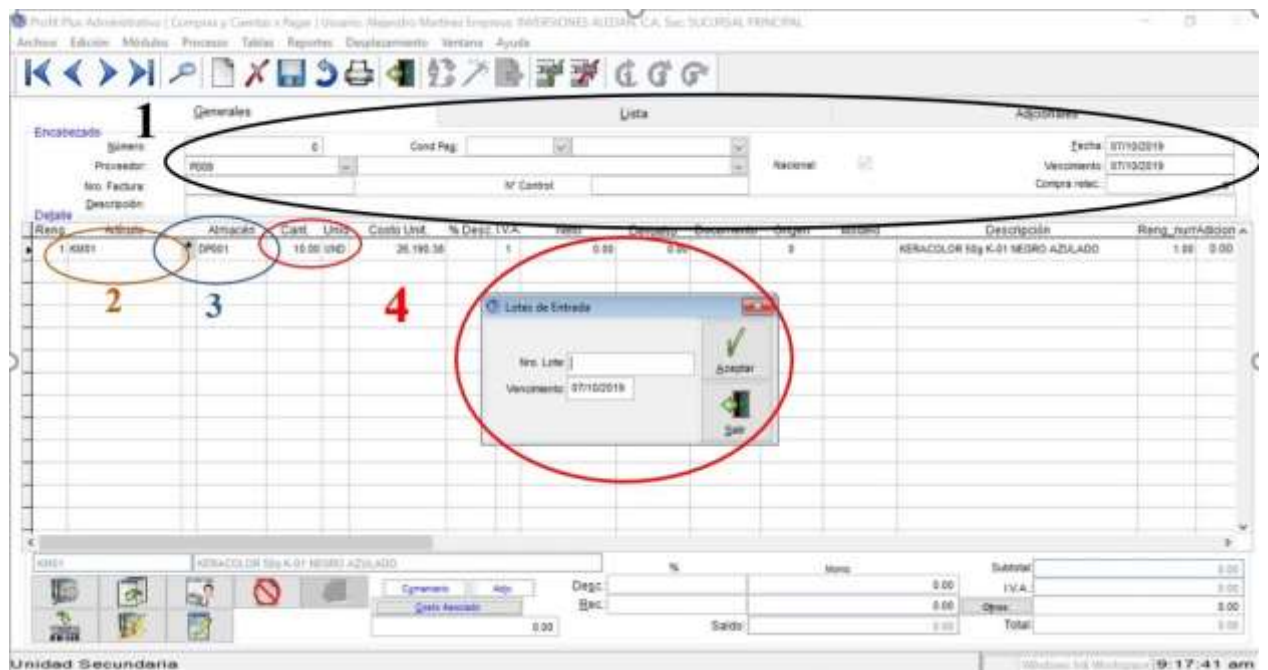 Profit Plus Administrativo ( Compras y Cuentas x Pagar ) Usuario: Alejandro Martinez Empresa: INVERSIONES C.A. Suc: SUCURSAL PRINCIPAL
Archivo Edición Módulos Procesos Tablas Reportes Desplazamiento Ventana Ayuda
Generales Lista Adicionales
1
Encabezado
Número: 0 Cond Pag: Fecha: 07/10/2019
Proveedor: P009 Nacional: Vencimiento: 07/10/2019
Nro. Factura: N° Control: Compra relac.:
Descripción:
Detalle
Reng. Artículo Almacén Cant. Unid. Costo Unit. % Desc. I.V.A. Neto Documento Origen Descripción Reng_num Adicion
1 KM01 DP001 10.00 UND 26,190.38 1 0.00 0.00 0 KERACOLOR 50g K-01 NEGRO AZULADO 1.00 0.00
2 3 4
Lotes de Entrada
Nro. Lote:
Vencimiento: 07/10/2019
Aceptar
Salir
KM01 KERACOLOR 50g K-01 NEGRO AZULADO
% Monto Subtotal 0.00
Comentario Adic. Desc. 0.00 I.V.A. 0.00
Costo Asociado Rec. 0.00 Otros 0.00
0.00 Saldo 0.00 Total 0.00
Unidad Secundaria 9:17:41 am